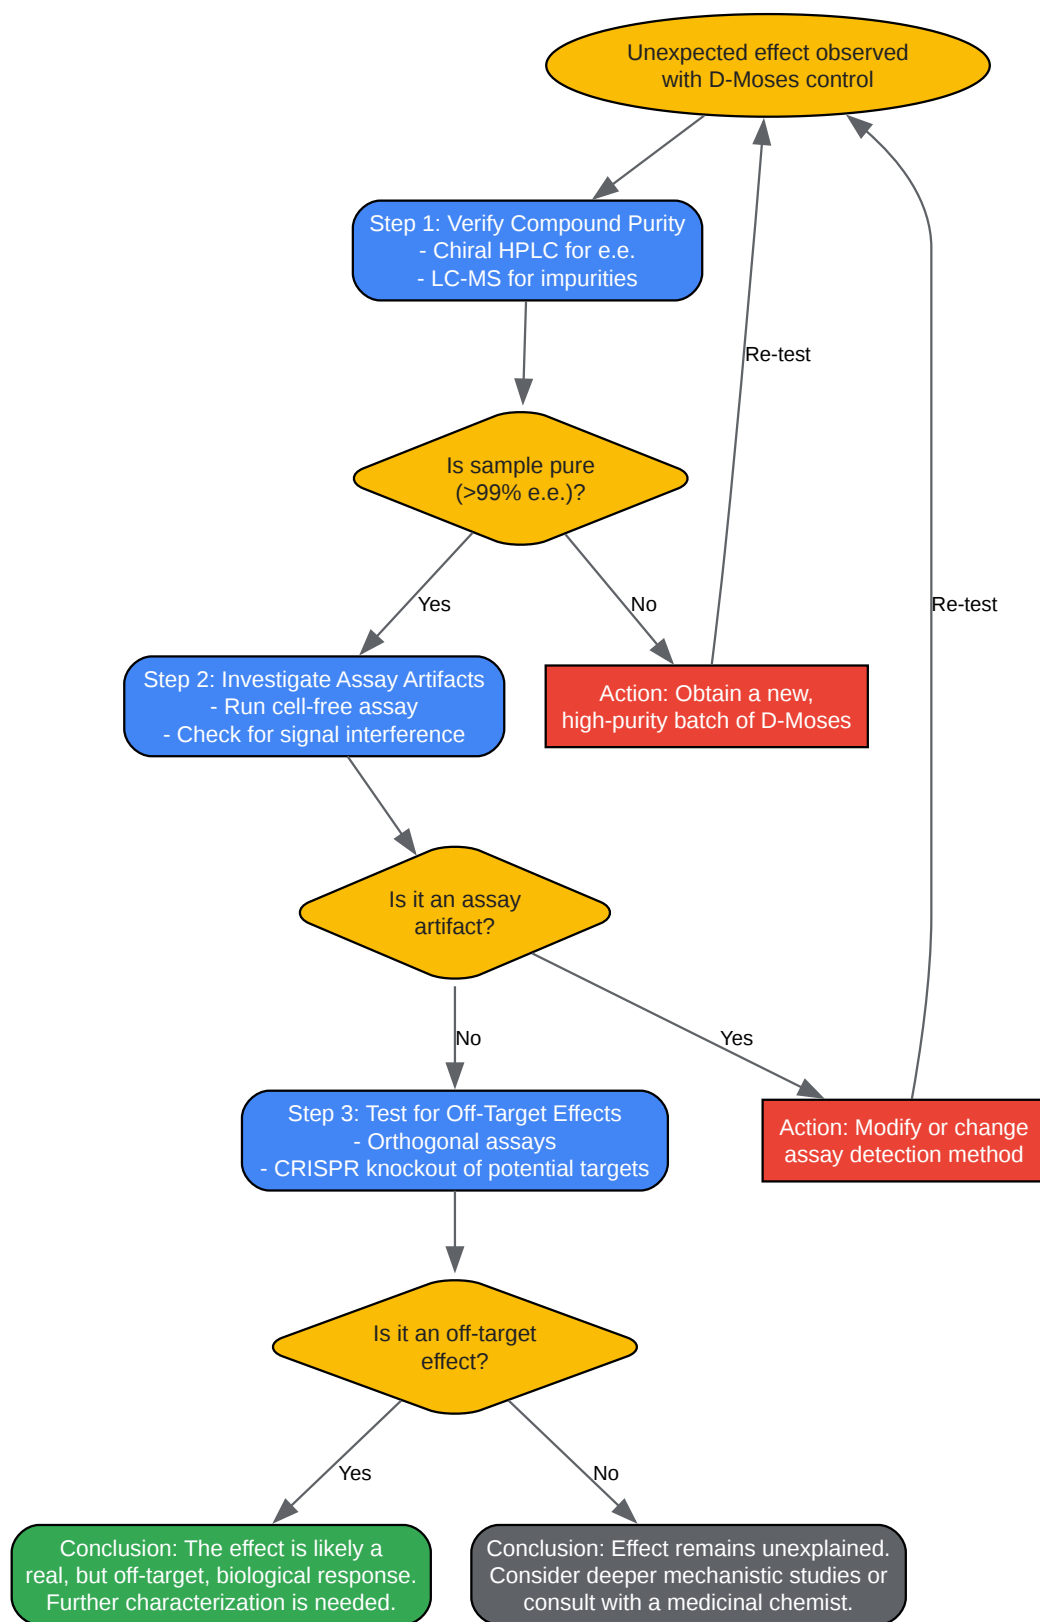 Unexpected effect observed
with D-Moses control
Step 1: Verify Compound Purity
- Chiral HPLC for e.e.
- LC-MS for impurities
Re-test
Is sample pure
(>99% e.e.)?
Yes
No
Re-test
Step 2: Investigate Assay Artifacts
- Run cell-free assay
- Check for signal interference
Action: Obtain a new,
high-purity batch of D-Moses
Is it an assay
artifact?
No
Yes
Step 3: Test for Off-Target Effects
- Orthogonal assays
- CRISPR knockout of potential targets
Action: Modify or change
assay detection method
Is it an off-target
effect?
Yes
No
Conclusion: The effect is likely a
real, but off-target, biological response.
Further characterization is needed.
Conclusion: Effect remains unexplained.
Consider deeper mechanistic studies or
consult with a medicinal chemist.